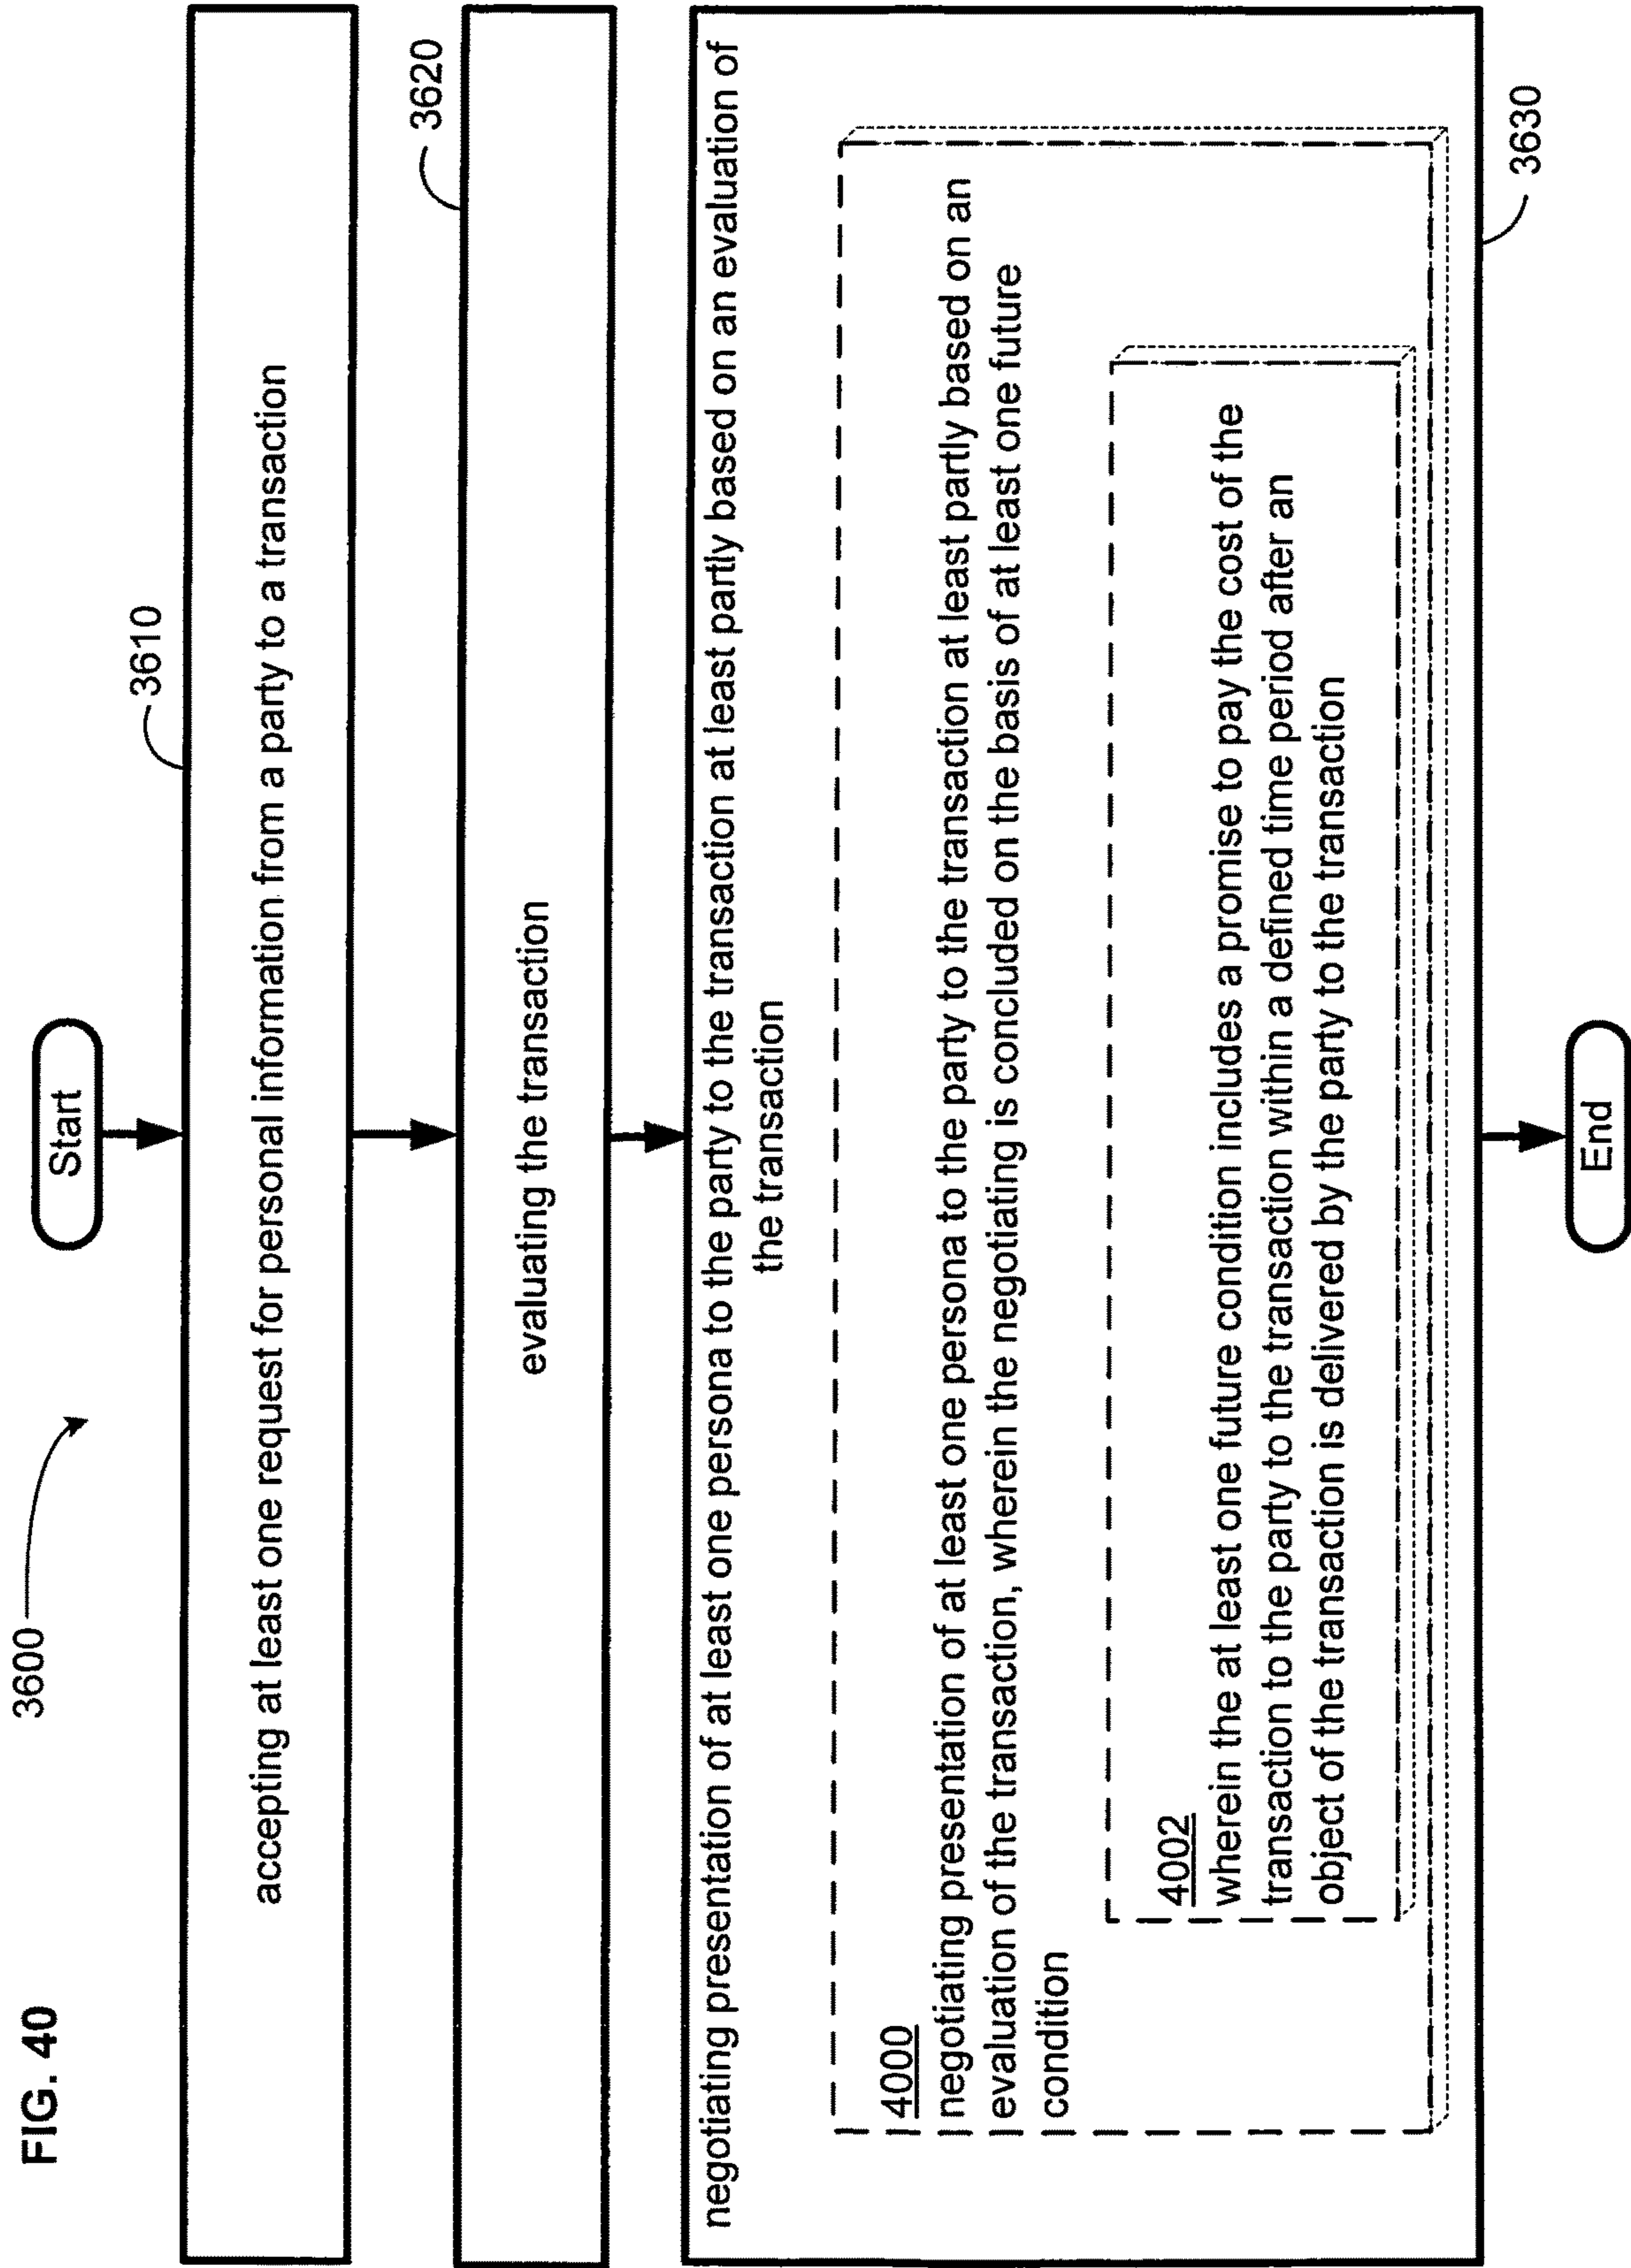 FIG. 40
3600
Start
3610
accepting at least one request for personal information from a party to a transaction
3620
evaluating the transaction
negotiating presentation of at least one persona to the party to the transaction at least partly based on an evaluation of
the transaction
4000
negotiating presentation of at least one persona to the party to the transaction at least partly based on an
evaluation of the transaction, wherein the negotiating is concluded on the basis of at least one future
condition
4002
wherein the at least one future condition includes a promise to pay the cost of the
transaction to the party to the transaction within a defined time period after an
object of the transaction is delivered by the party to the transaction
3630
End